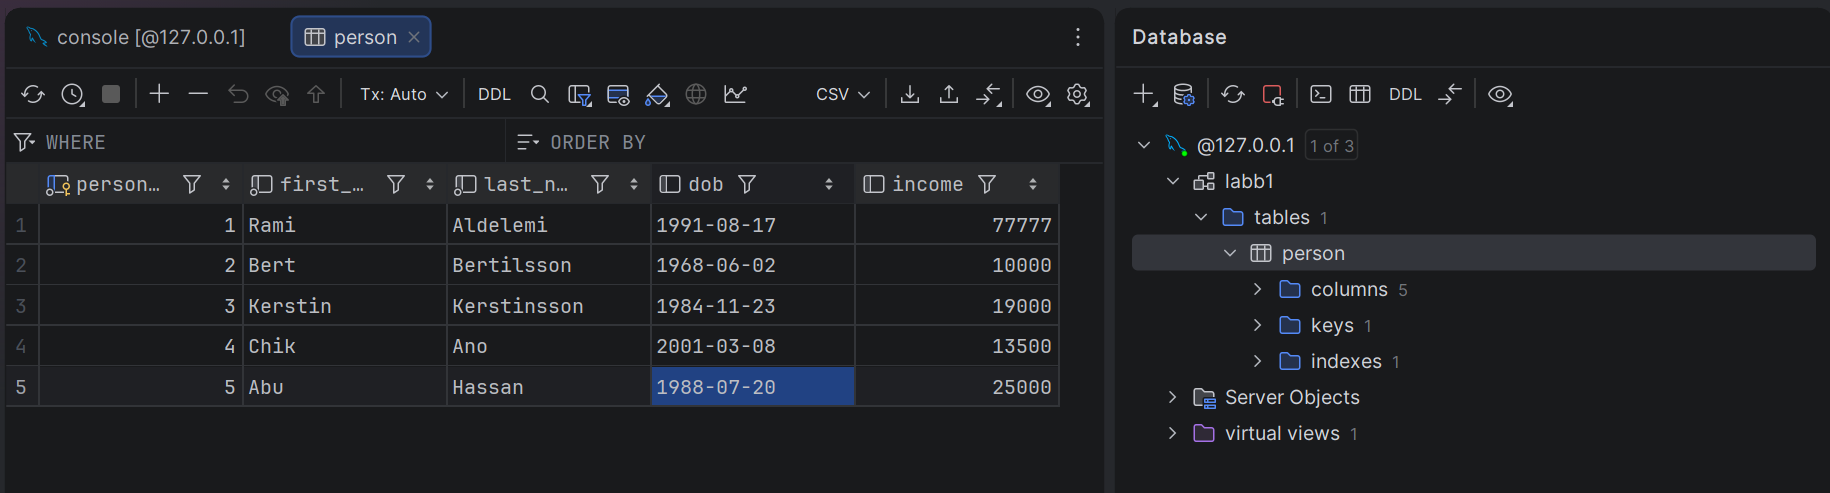 console [@127.0.0.1] person
Tx: Auto DDL CSV
WHERE ORDER BY
person... first_... last_n... dob income
1 1 Rami Aldelemi 1991-08-17 77777
2 2 Bert Bertilsson 1968-06-02 10000
3 3 Kerstin Kerstinsson 1984-11-23 19000
4 4 Chik Ano 2001-03-08 13500
5 5 Abu Hassan 1988-07-20 25000
Database
DDL
@127.0.0.1 1 of 3
labb1
tables 1
person
columns 5
keys 1
indexes 1
Server Objects
virtual views 1